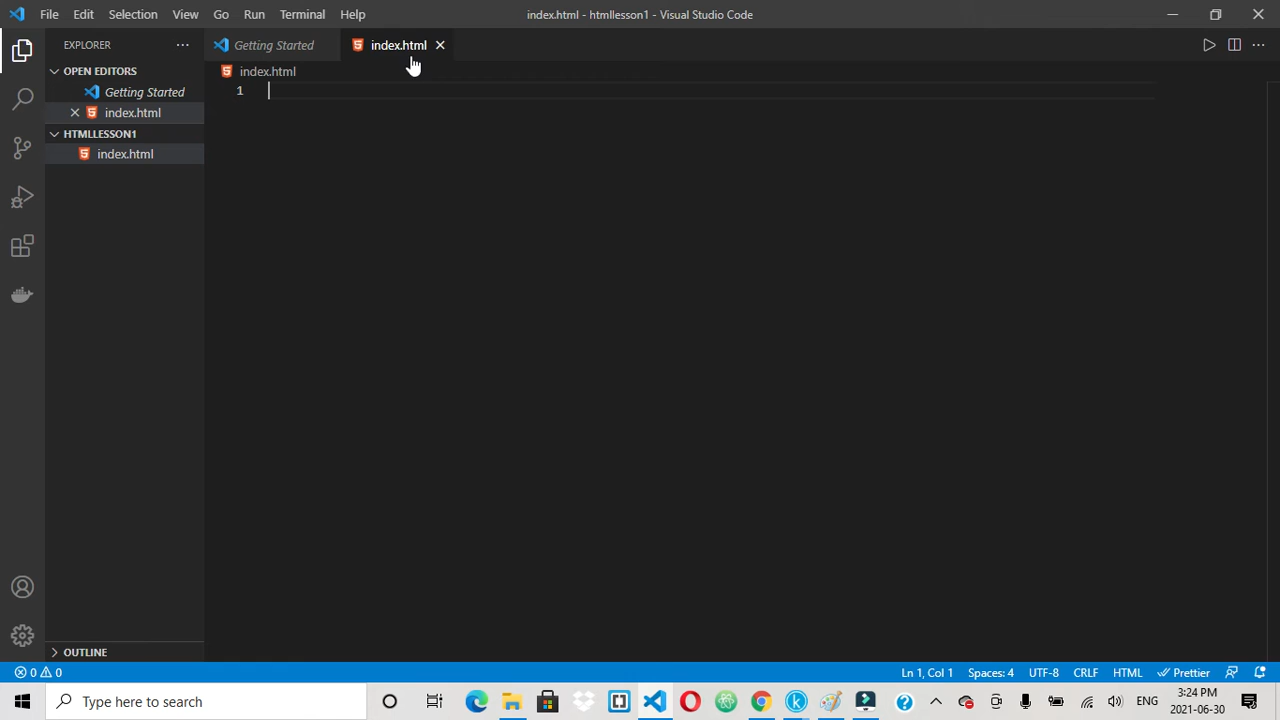 File Edit Selection View Go Run Terminal Help
index.html - htmllesson1 - Visual Studio Code
EXPLORER
Getting Started
index.html
OPEN EDITORS
Getting Started
index.html
HTMLLESSON1
index.html
index.html
1
OUTLINE
0 0
Ln 1, Col 1
Spaces: 4
UTF-8
CRLF
HTML
Prettier
Type here to search
ENG
3:24 PM
2021-06-30